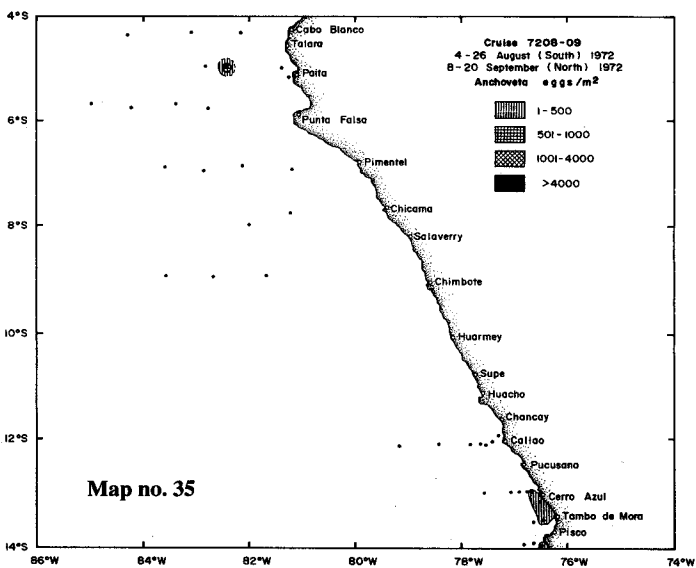 4°S
6°S
8°S
10°S
12°S
14°S
86°W
84°W
82°W
80°W
78°W
76°W
74°W
Cruise 7208-09
4-26 August (South) 1972
8-20 September (North) 1972
Anchoveta eggs/m²
1-500
501-1000
1001-4000
>4000
Cabo Blanco
Talara
Paita
Punta Falsa
Pimentel
Chicama
Salaverry
Chimbote
Huarmey
Supe
Huacho
Chancay
Callao
Pucusana
Cerro Azul
Tambo de Mora
Pisco
Map no. 35